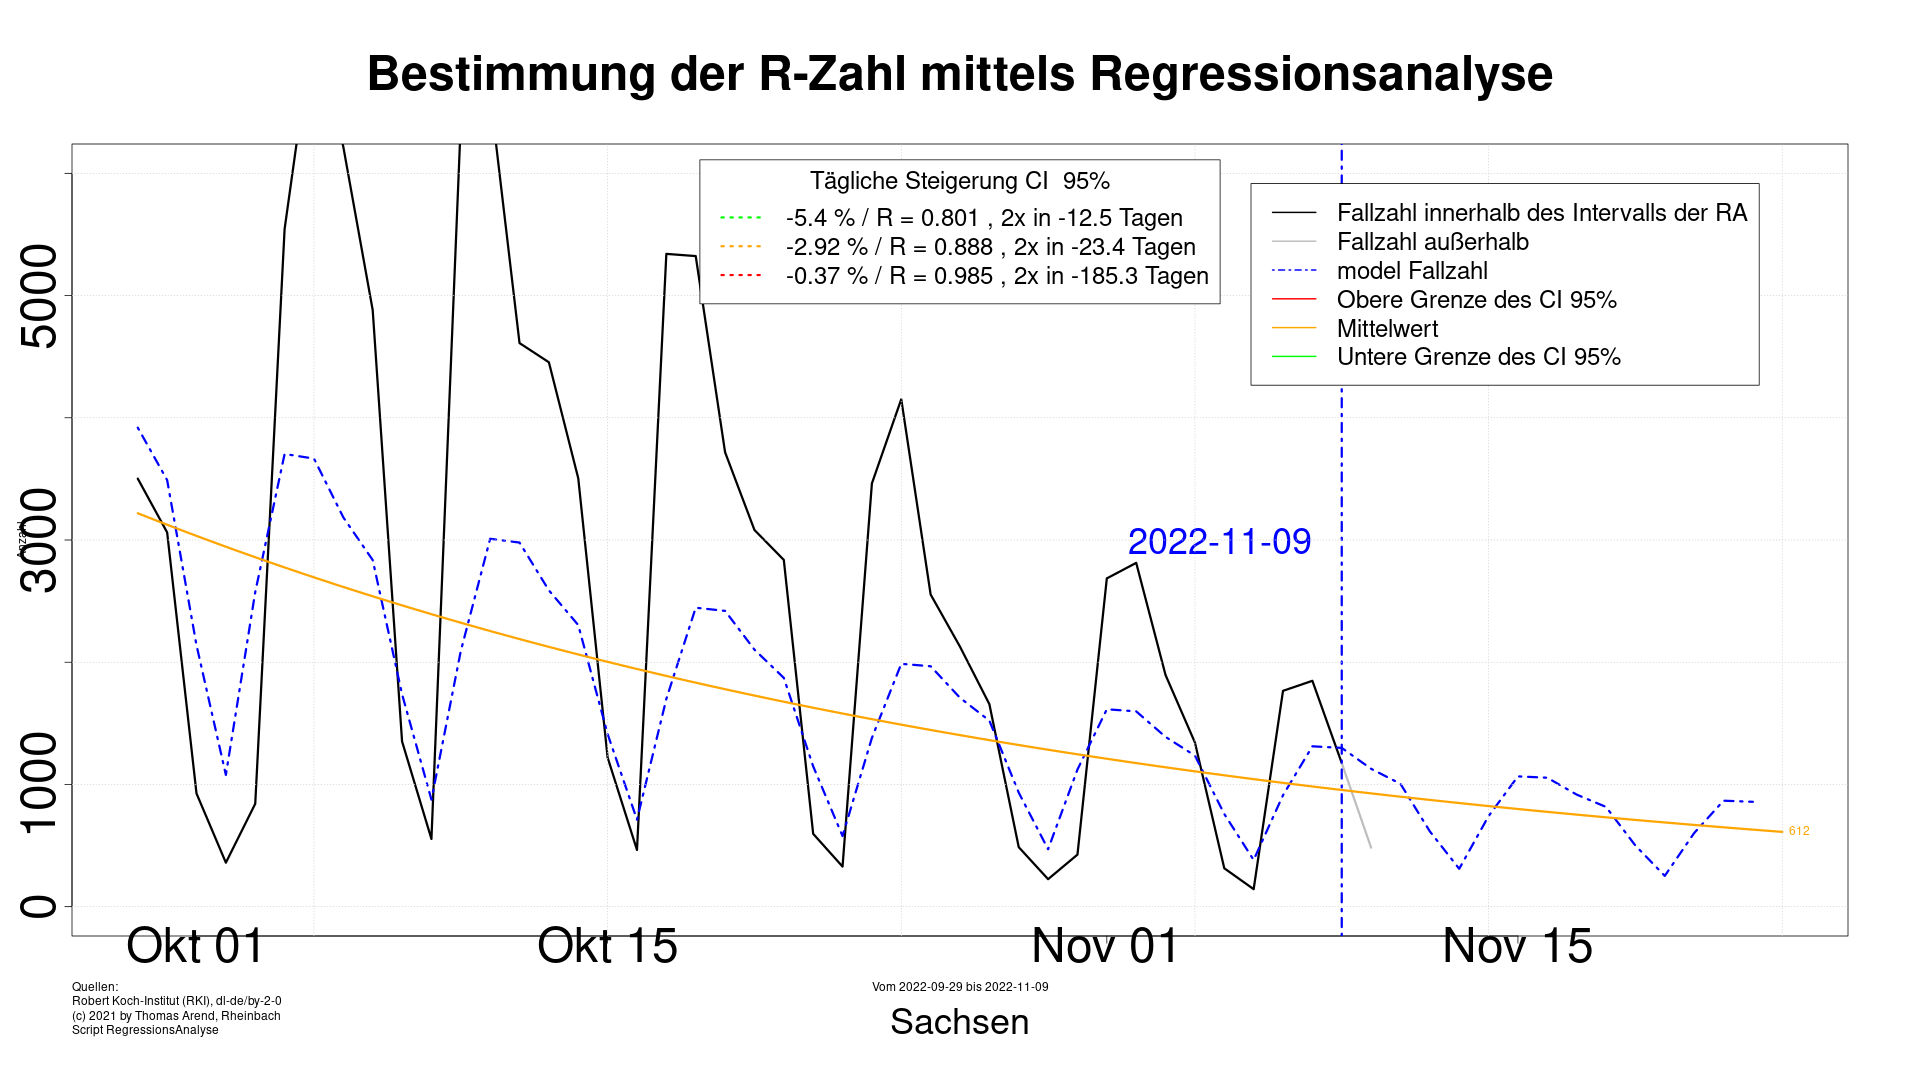 Bestimmung der R-Zahl mittels Regressionsanalyse
Tägliche Steigerung CI 95%
-5.4 % / R = 0.801 , 2x in -12.5 Tagen
-2.92 % / R = 0.888 , 2x in -23.4 Tagen
-0.37 % / R = 0.985 , 2x in -185.3 Tagen
Fallzahl innerhalb des Intervalls der RA
Fallzahl außerhalb
model Fallzahl
Obere Grenze des CI 95%
Mittelwert
Untere Grenze des CI 95%
5000
3000
1000
0
Anzahl
2022-11-09
612
Okt 01
Okt 15
Nov 01
Nov 15
Quellen:
Robert Koch-Institut (RKI), dl-de/by-2-0
(c) 2021 by Thomas Arend, Rheinbach
Script RegressionsAnalyse
Vom 2022-09-29 bis 2022-11-09
Sachsen